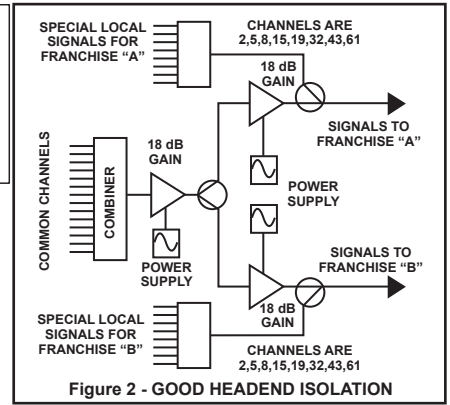 SPECIAL LOCAL
SIGNALS FOR
FRANCHISE “A”
CHANNELS ARE
2,5,8,15,19,32,43,61
18 dB
GAIN
SIGNALS TO
FRANCHISE “A”
COMMON CHANNELS
COMBINER
18 dB
GAIN
POWER
SUPPLY
POWER
SUPPLY
SIGNALS TO
FRANCHISE “B”
18 dB
GAIN
SPECIAL LOCAL
SIGNALS FOR
FRANCHISE “B”
CHANNELS ARE
2,5,8,15,19,32,43,61
Figure 2 - GOOD HEADEND ISOLATION